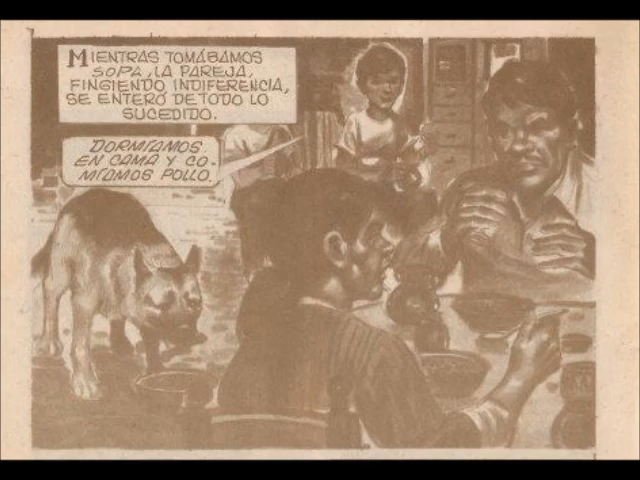 MIENTRAS TOMÁBAMOS
SOPA, LA PAREJA,
FINGIENDO INDIFERENCIA,
SE ENTERÓ DE TODO LO
SUCEDIDO.
DORMÍAMOS
EN CAMA Y CO-
MÍAMOS POLLO.